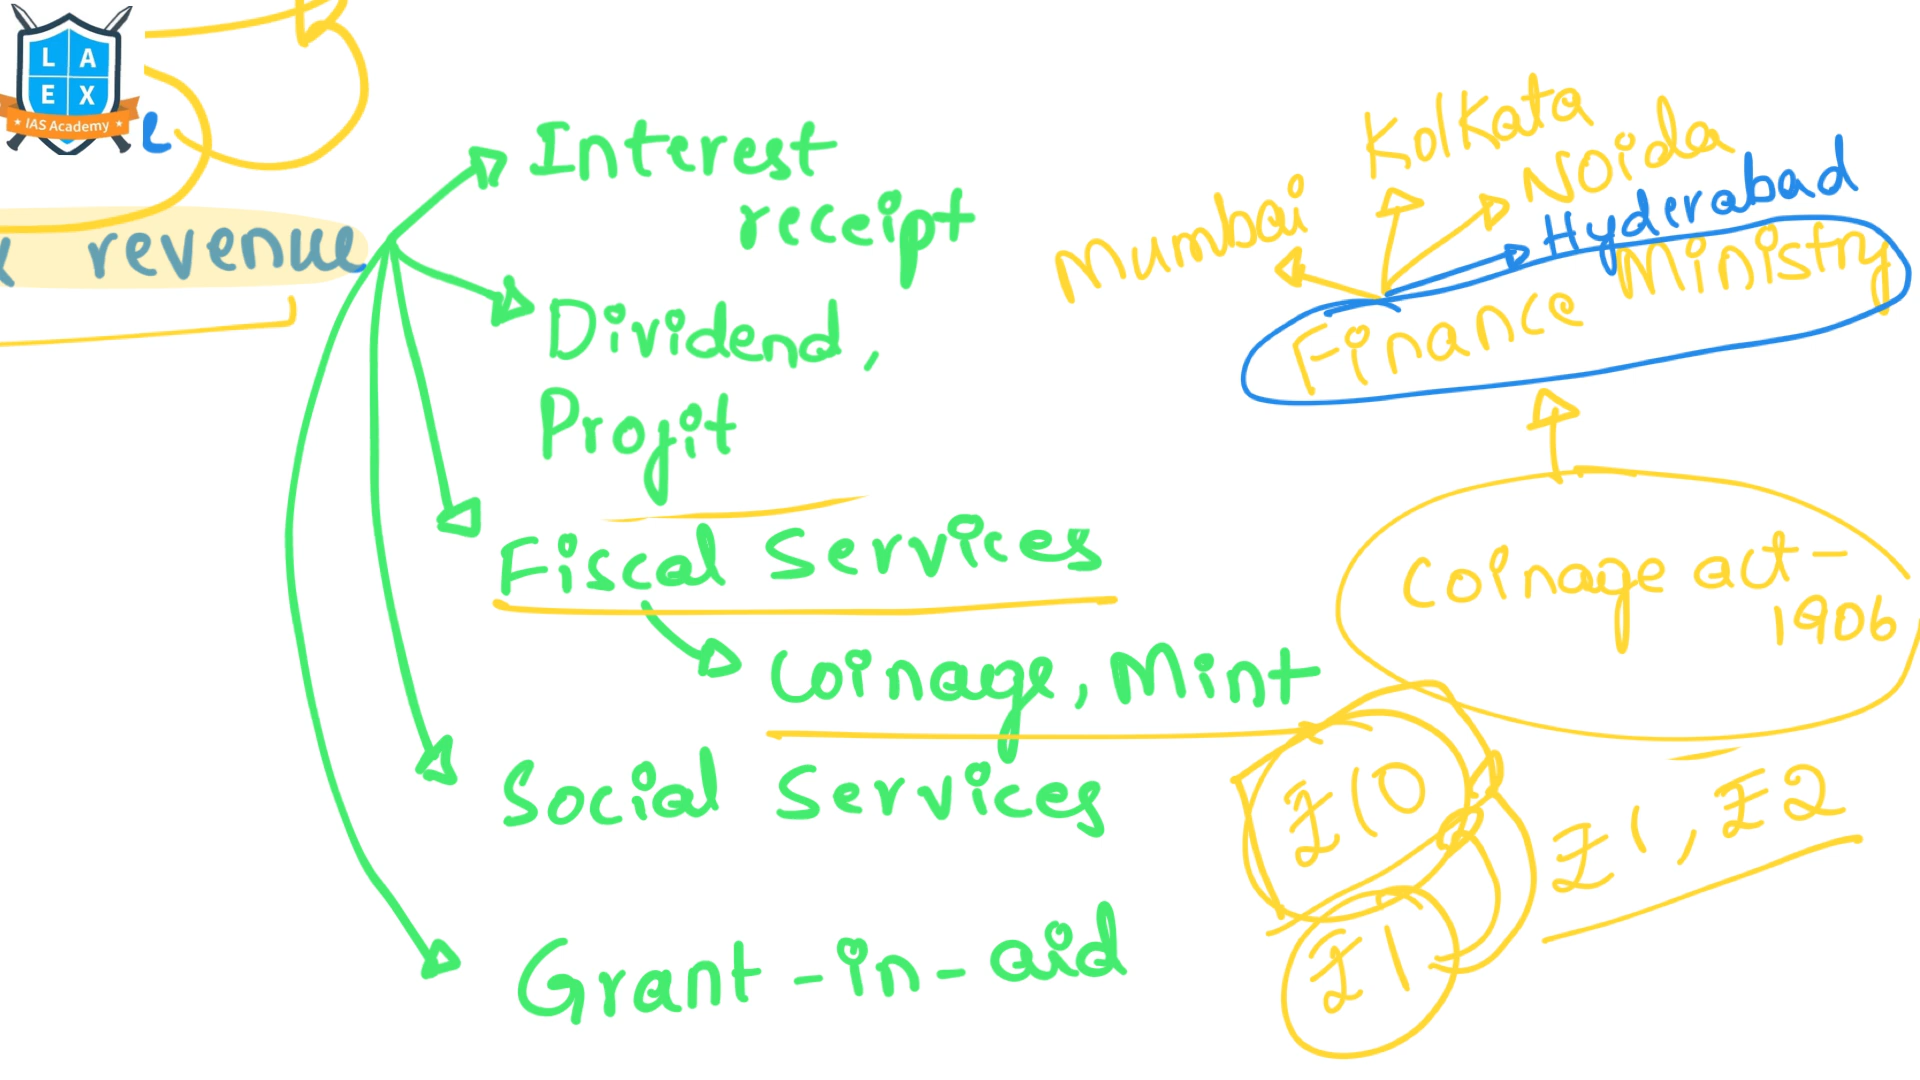 L A
E X
IAS Academy
e
revenue
Interest
receipt
Dividend,
Profit
Fiscal Services
Coinage, Mint
Social Services
Grant-in-aid
Mumbai
Kolkata
Noida
Hyderabad
Finance Ministry
Coinage act-
1906
₹10
₹1
₹1, ₹2